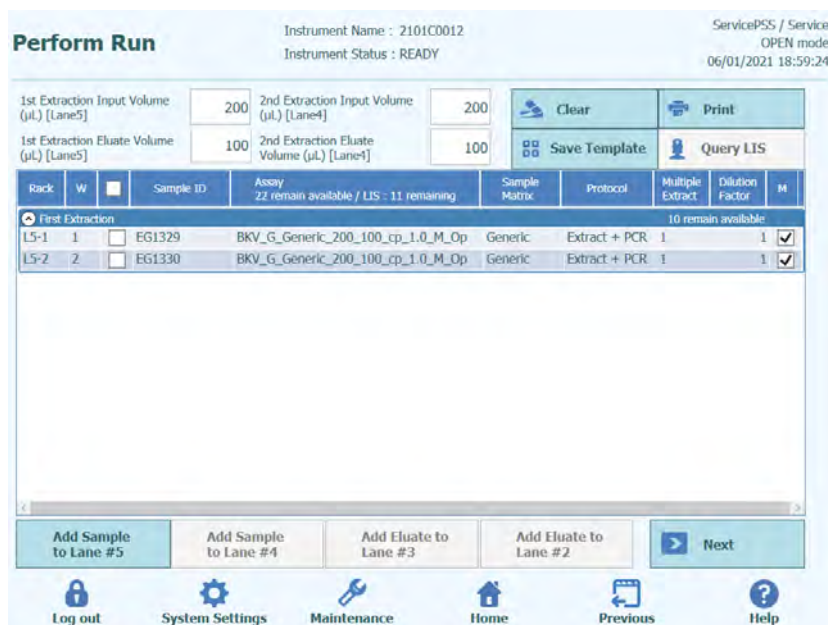 Perform Run
Instrument Name : 2101C0012
Instrument Status : READY
ServicePSS / Service
OPEN mode
06/01/2021 18:59:24
1st Extraction Input Volume
(µL) [Lane5]
200
2nd Extraction Input Volume
(µL) [Lane4]
200
Clear
Print
1st Extraction Eluate Volume
(µL) [Lane5]
100
2nd Extraction Eluate
Volume (µL) [Lane4]
100
Save Template
Query LIS
Rack W Sample ID Assay
22 remain available / LIS : 11 remaining
Sample
Matrix
Protocol
Multiple
Extract
Dilution
Factor
M
First Extraction 10 remain available
L5-1 1 EG1329 BKV_G_Generic_200_100_cp_1.0_M_Op Generic Extract + PCR 1 1
L5-2 2 EG1330 BKV_G_Generic_200_100_cp_1.0_M_Op Generic Extract + PCR 1 1
Add Sample
to Lane #5
Add Sample
to Lane #4
Add Eluate to
Lane #3
Add Eluate to
Lane #2
Next
Log out System Settings Maintenance Home Previous Help